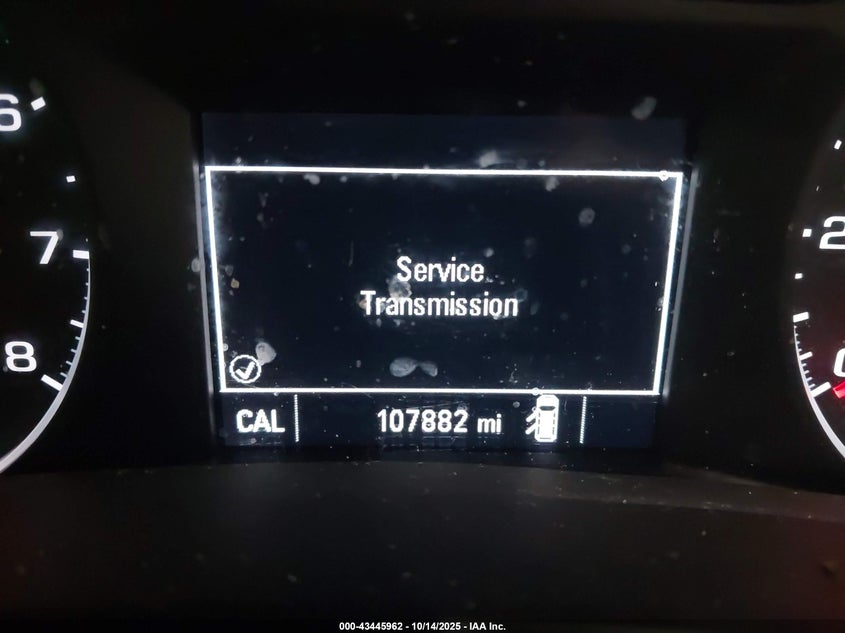 6
7
8
2
Service
Transmission
CAL
107882 mi
000-43445962 - 10/14/2025 - IAA Inc.